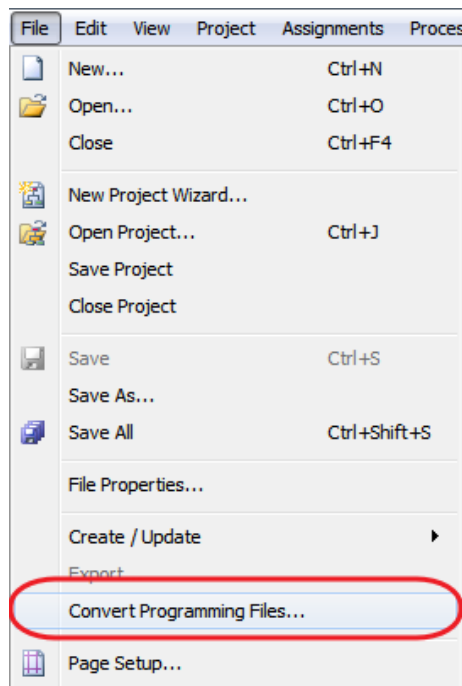 File Edit View Project Assignments Proces
New... Ctrl+N
Open... Ctrl+O
Close Ctrl+F4
New Project Wizard...
Open Project... Ctrl+J
Save Project
Close Project
Save Ctrl+S
Save As...
Save All Ctrl+Shift+S
File Properties...
Create / Update
Export
Convert Programming Files...
Page Setup...